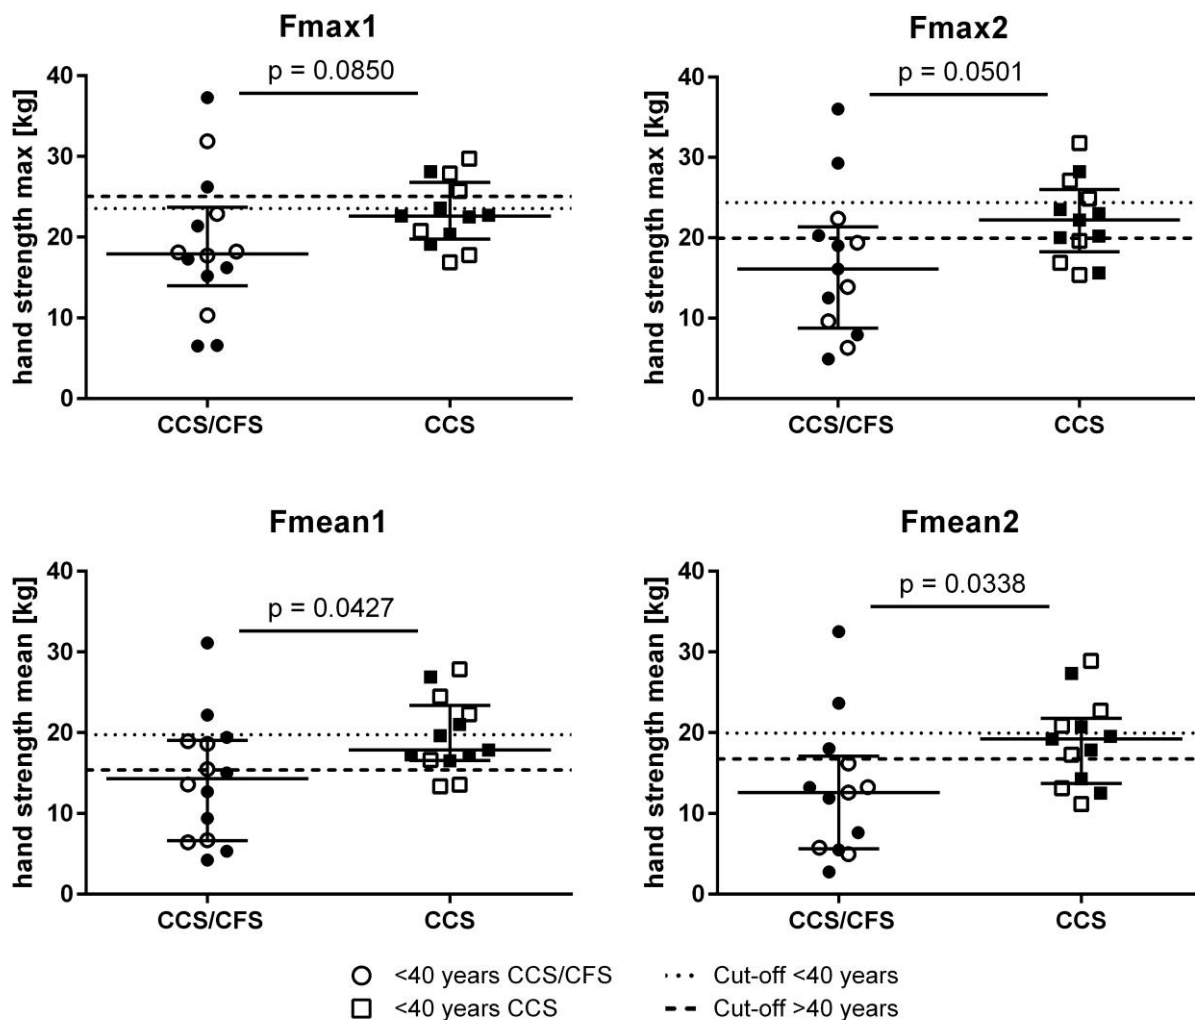 Fmax1
p = 0.0850
hand strength max [kg]
40
30
20
10
0
CCS/CFS CCS
Fmax2
p = 0.0501
hand strength max [kg]
40
30
20
10
0
CCS/CFS CCS
Fmean1
p = 0.0427
hand strength mean [kg]
40
30
20
10
0
CCS/CFS CCS
Fmean2
p = 0.0338
hand strength mean [kg]
40
30
20
10
0
CCS/CFS CCS
<40 years CCS/CFS Cut-off <40 years
<40 years CCS Cut-off >40 years